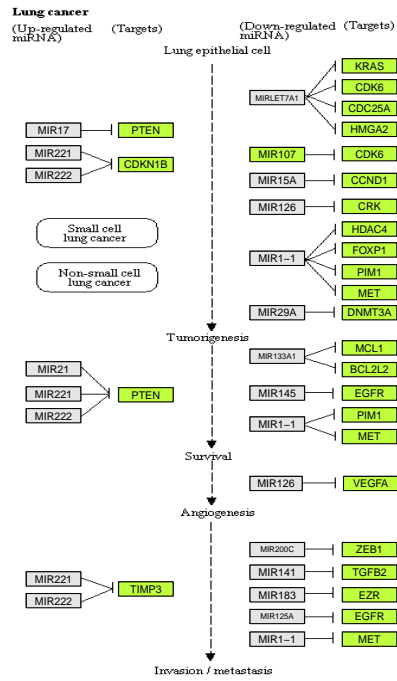 Lung cancer
(Up-regulated miRNA) (Targets) (Down-regulated miRNA) (Targets)
Lung epithelial cell
MIRLET7A1 KRAS
CDK6
CDC25A
HMGA2
MIR17 PTEN
MIR221 CDKN1B
MIR222
MIR107 CDK6
MIR15A CCND1
MIR126 CRK
Small cell
lung cancer
Non-small cell
lung cancer
MIR1-1 HDAC4
FOXP1
PIM1
MET
MIR29A DNMT3A
Tumorigenesis
MIR21 PTEN
MIR221
MIR222
MIR133A1 MCL1
BCL2L2
MIR145 EGFR
MIR1-1 PIM1
MET
Survival
MIR126 VEGFA
Angiogenesis
MIR221 TIMP3
MIR222
MIR200C ZEB1
MIR141 TGFB2
MIR183 EZR
MIR125A EGFR
MIR1-1 MET
Invasion / metastasis